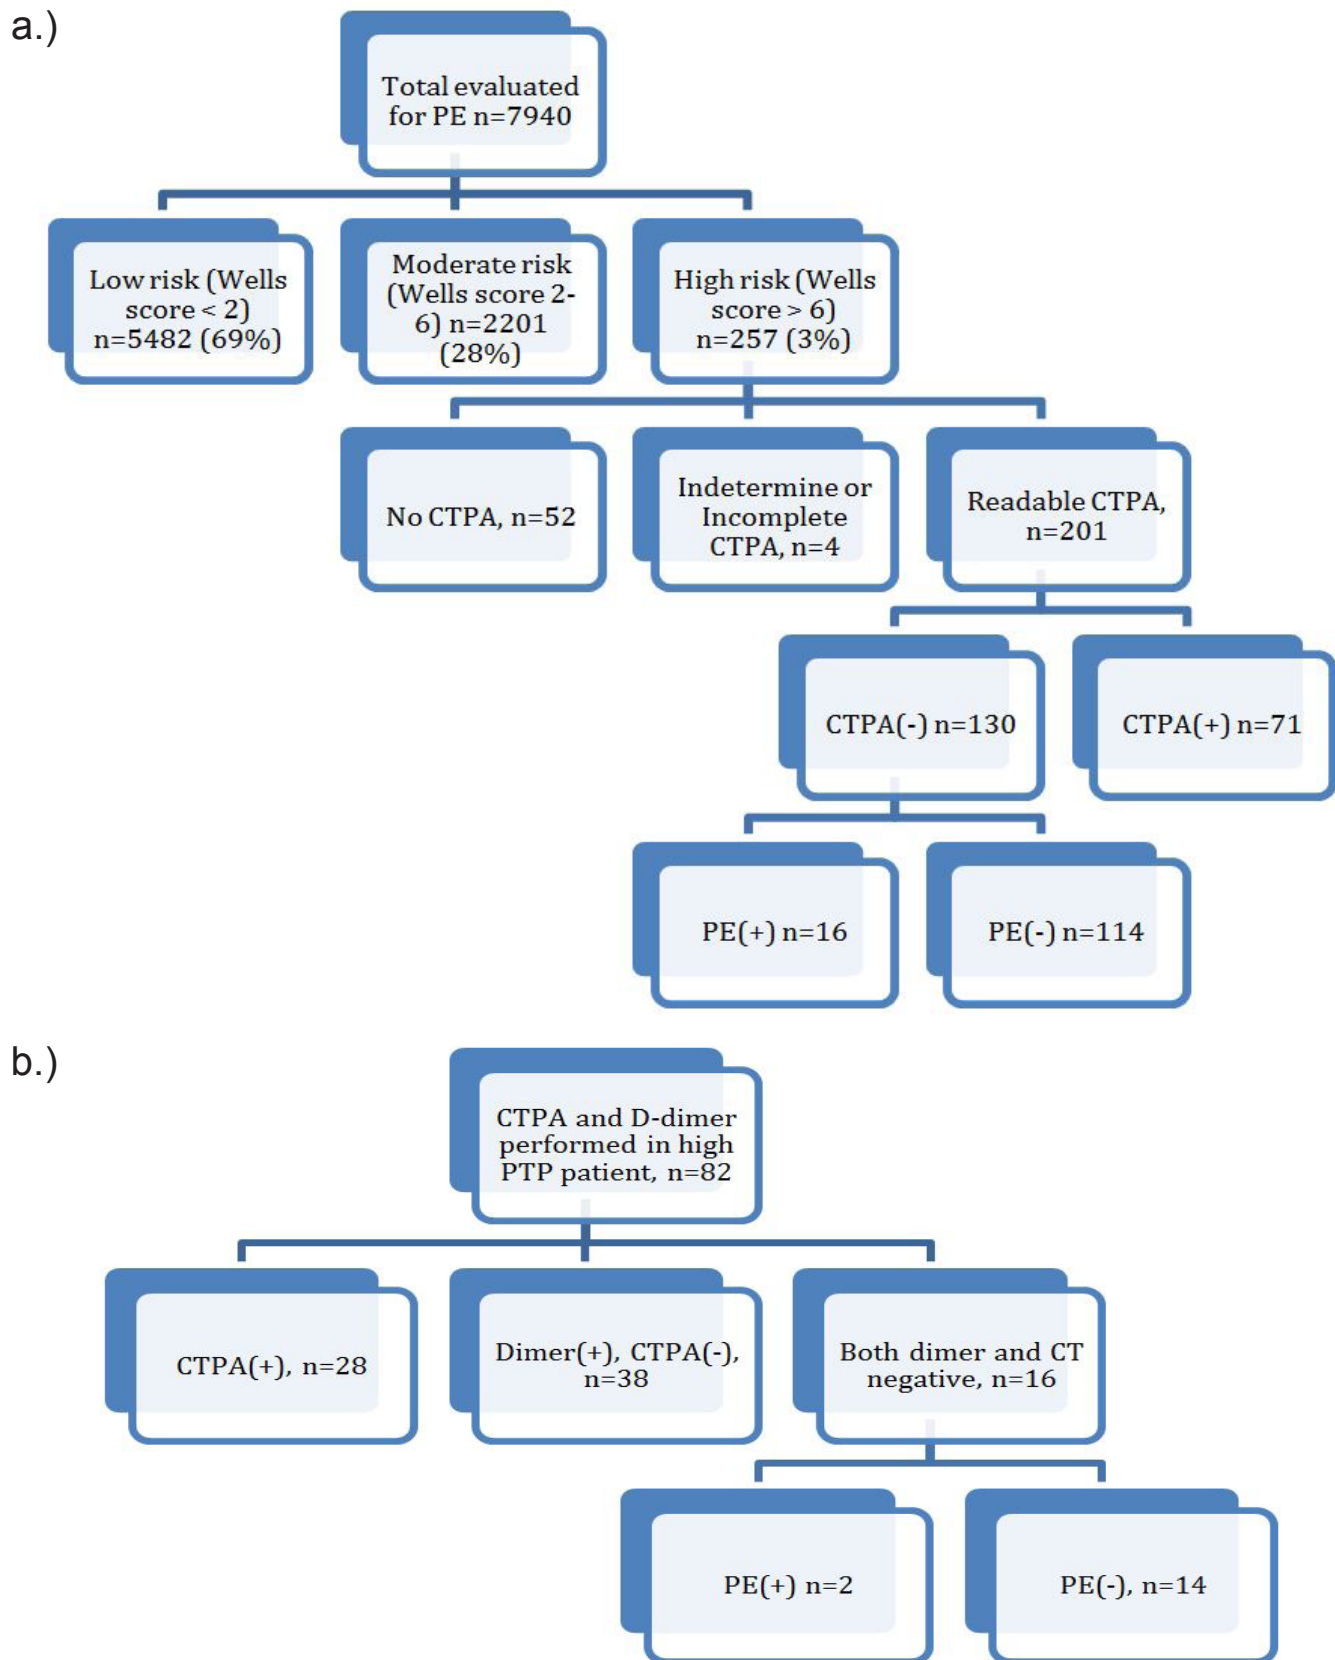 a.)
Total evaluated
for PE n=7940
Low risk (Wells
score < 2)
n=5482 (69%)
Moderate risk
(Wells score 2-
6) n=2201
(28%)
High risk (Wells
score > 6)
n=257 (3%)
No CTPA, n=52
Indetermine or
Incomplete
CTPA, n=4
Readable CTPA,
n=201
CTPA(-) n=130
CTPA(+) n=71
PE(+) n=16
PE(-) n=114
b.)
CTPA and D-dimer
performed in high
PTP patient, n=82
CTPA(+), n=28
Dimer(+), CTPA(-),
n=38
Both dimer and CT
negative, n=16
PE(+) n=2
PE(-), n=14